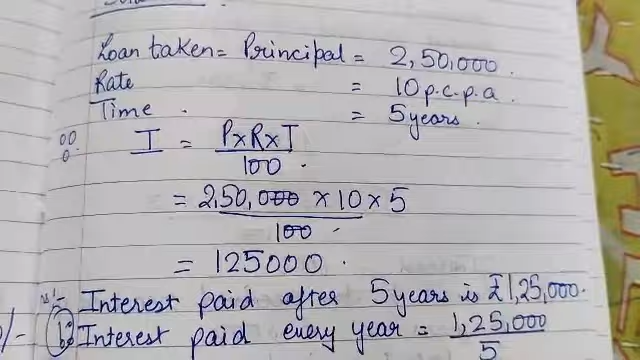 Loan taken = Principal = 2,50,000.
Rate = 10 p.c.p.a.
Time = 5 years.
I = P×R×T
100.
= 2,50,000 × 10 × 5
100
= 125000.
Interest paid after 5 years is ₹1,25,000.
Interest paid every year = 1,25,000
5